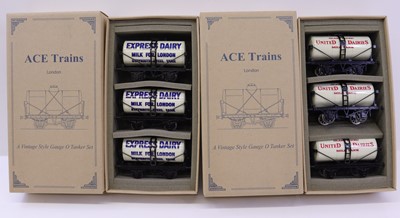 ACE Trains
London
A Vintage Style Gauge O Tanker Set
EXPRESS DAIRY
MILK FOR LONDON
EXPRESS DAIRY
MILK FOR LONDON
EXPRESS DAIRY
MILK FOR LONDON
ACE Trains
London
A Vintage Style Gauge O Tanker Set
UNITED DAIRIES
UNITED DAIRIES
UNITED DAIRIES